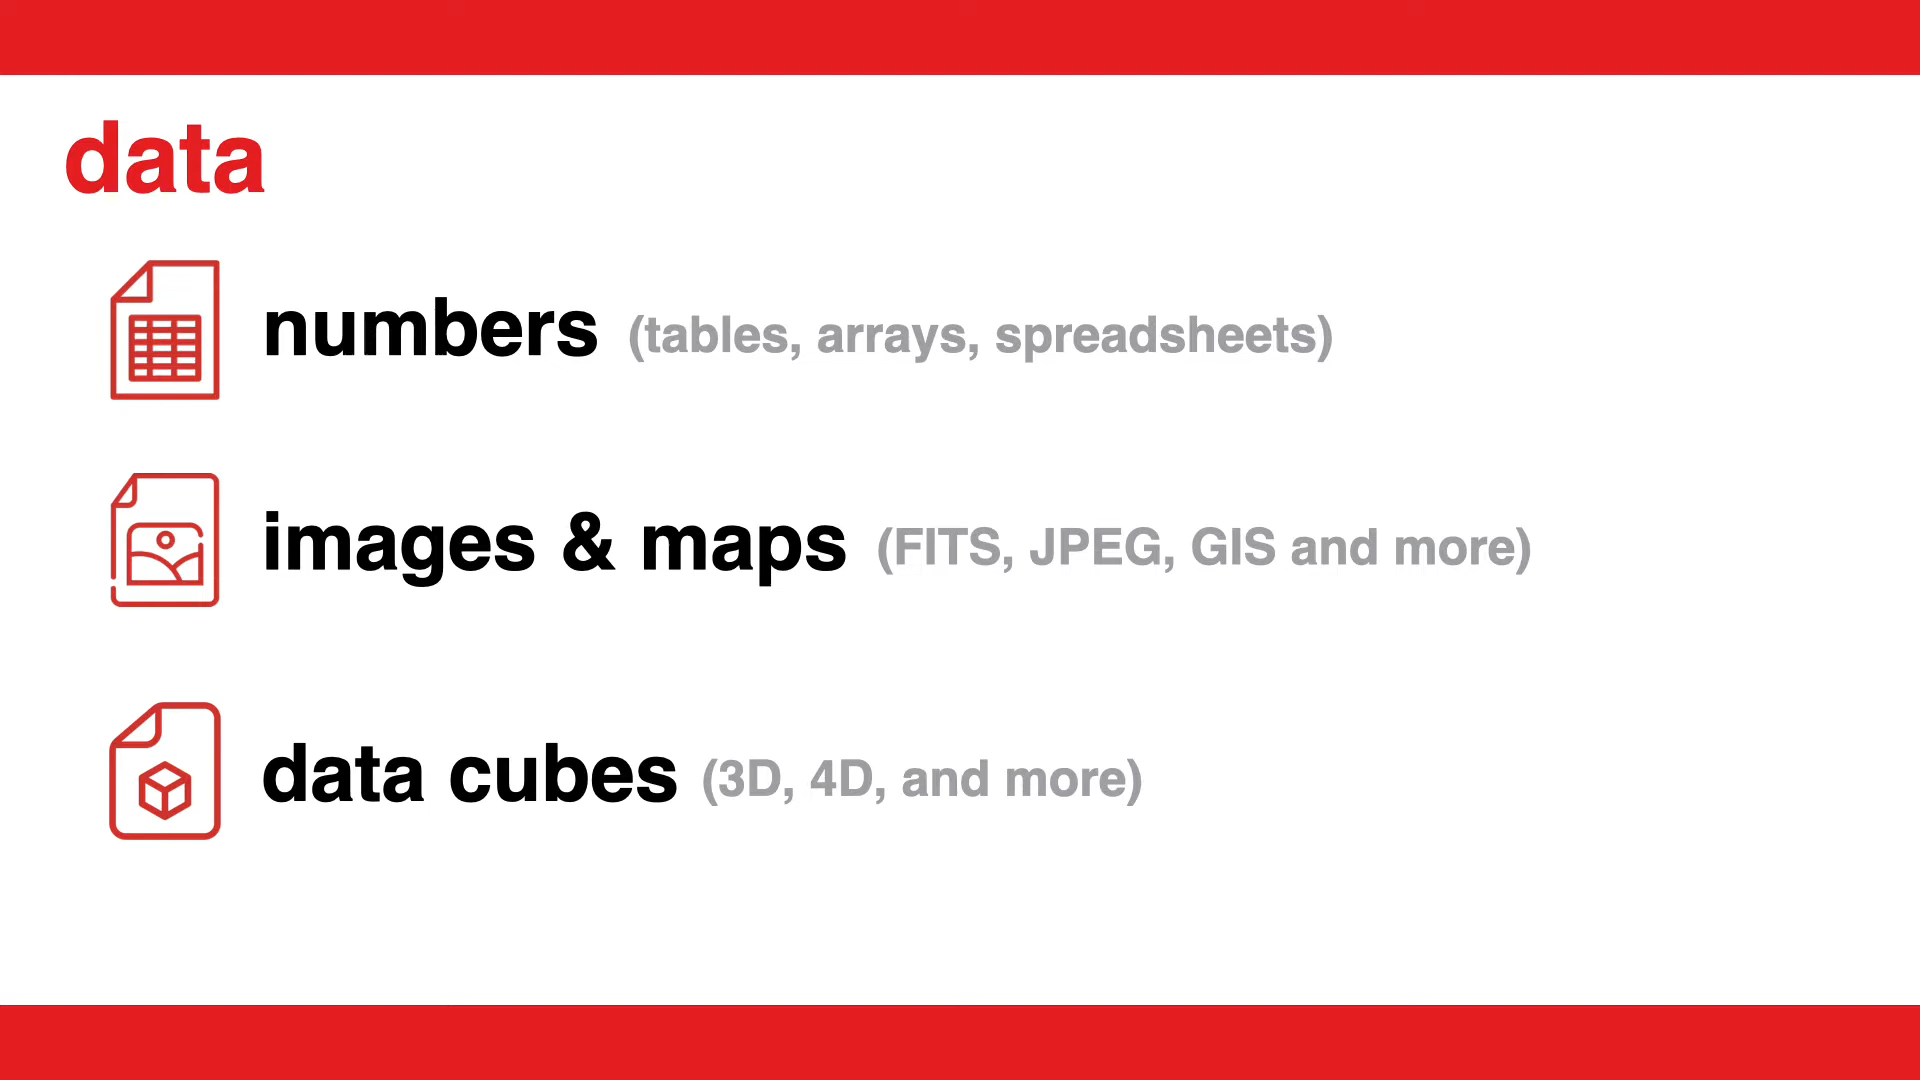 data
numbers (tables, arrays, spreadsheets)
images & maps (FITS, JPEG, GIS and more)
data cubes (3D, 4D, and more)